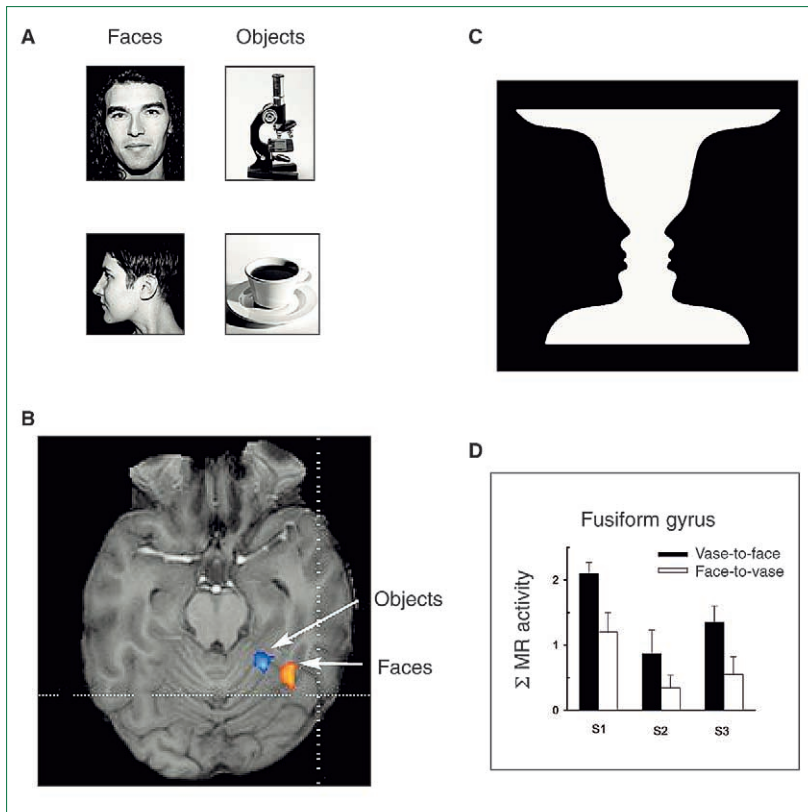 A
Faces
Objects
B
Objects
Faces
C
D
Fusiform gyrus
Vase-to-face
Face-to-vase
Σ MR activity
2
1
0
S1
S2
S3